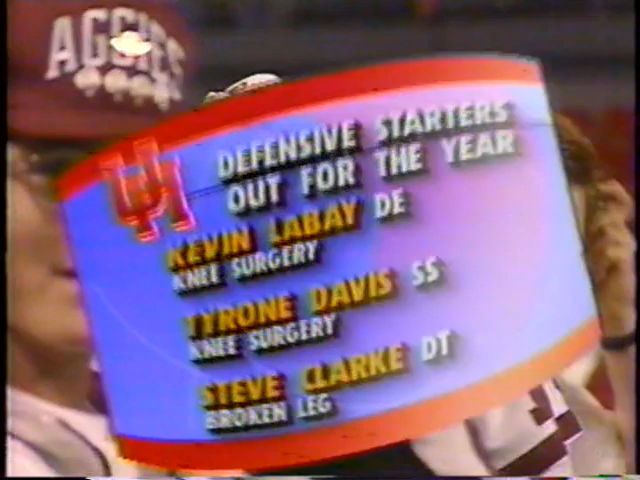 AGGIES
UH
DEFENSIVE STARTERS
OUT FOR THE YEAR
KEVIN LABAY DE
KNEE SURGERY
TYRONE DAVIS SS
KNEE SURGERY
STEVE CLARKE DT
BROKEN LEG